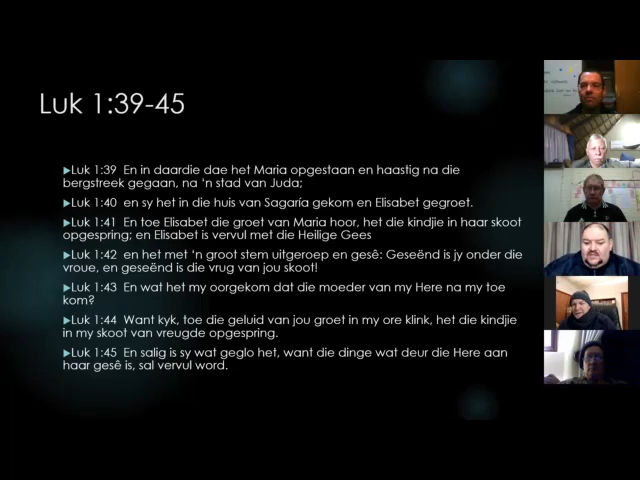 Luk 1:39-45
▶Luk 1:39 En in daardie dae het Maria opgestaan en haastig na die
bergstreek gegaan, na ‘n stad van Juda;
▶Luk 1:40 en sy het in die huis van Sagaría gekom en Elisabet gegroet.
▶Luk 1:41 En toe Elisabet die groet van Maria hoor, het die kindjie in haar skoot
opgespring; en Elisabet is vervul met die Heilige Gees
▶Luk 1:42 en het met ‘n groot stem uitgeroep en gesê: Geseënd is jy onder die
vroue, en geseënd is die vrug van jou skoot!
▶Luk 1:43 En wat het my oorgekom dat die moeder van my Here na my toe
kom?
▶Luk 1:44 Want kyk, toe die geluid van jou groet in my ore klink, het die kindjie
in my skoot van vreugde opgespring.
▶Luk 1:45 En salig is sy wat geglo het, want die dinge wat deur die Here aan
haar gesê is, sal vervul word.